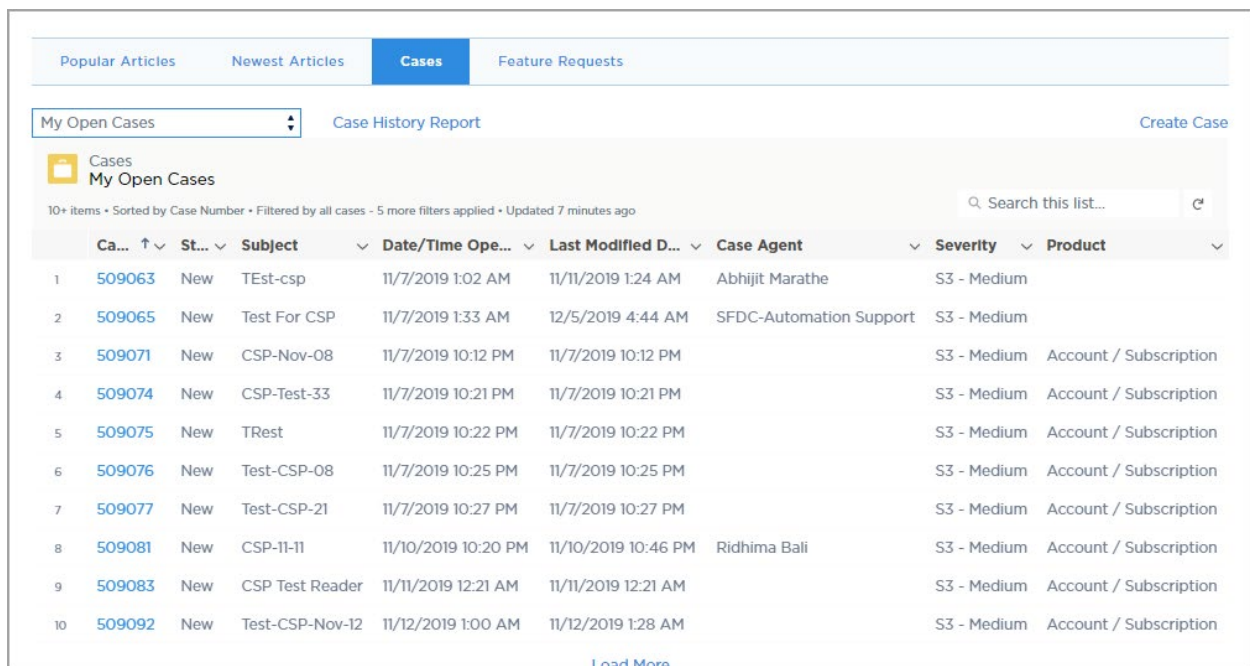 Popular Articles Newest Articles Cases Feature Requests
My Open Cases Case History Report Create Case
Cases
My Open Cases
10+ items • Sorted by Case Number • Filtered by all cases - 5 more filters applied • Updated 7 minutes ago Search this list...
Ca... St... Subject Date/Time Ope... Last Modified D... Case Agent Severity Product
1 509063 New TEst-csp 11/7/2019 1:02 AM 11/11/2019 1:24 AM Abhijit Marathe S3 - Medium
2 509065 New Test For CSP 11/7/2019 1:33 AM 12/5/2019 4:44 AM SFDC-Automation Support S3 - Medium
3 509071 New CSP-Nov-08 11/7/2019 10:12 PM 11/7/2019 10:12 PM S3 - Medium Account / Subscription
4 509074 New CSP-Test-33 11/7/2019 10:21 PM 11/7/2019 10:21 PM S3 - Medium Account / Subscription
5 509075 New TRest 11/7/2019 10:22 PM 11/7/2019 10:22 PM S3 - Medium Account / Subscription
6 509076 New Test-CSP-08 11/7/2019 10:25 PM 11/7/2019 10:25 PM S3 - Medium Account / Subscription
7 509077 New Test-CSP-21 11/7/2019 10:27 PM 11/7/2019 10:27 PM S3 - Medium Account / Subscription
8 509081 New CSP-11-11 11/10/2019 10:20 PM 11/10/2019 10:46 PM Ridhima Bali S3 - Medium Account / Subscription
9 509083 New CSP Test Reader 11/11/2019 12:21 AM 11/11/2019 12:21 AM S3 - Medium Account / Subscription
10 509092 New Test-CSP-Nov-12 11/12/2019 1:00 AM 11/12/2019 1:28 AM S3 - Medium Account / Subscription
Load More